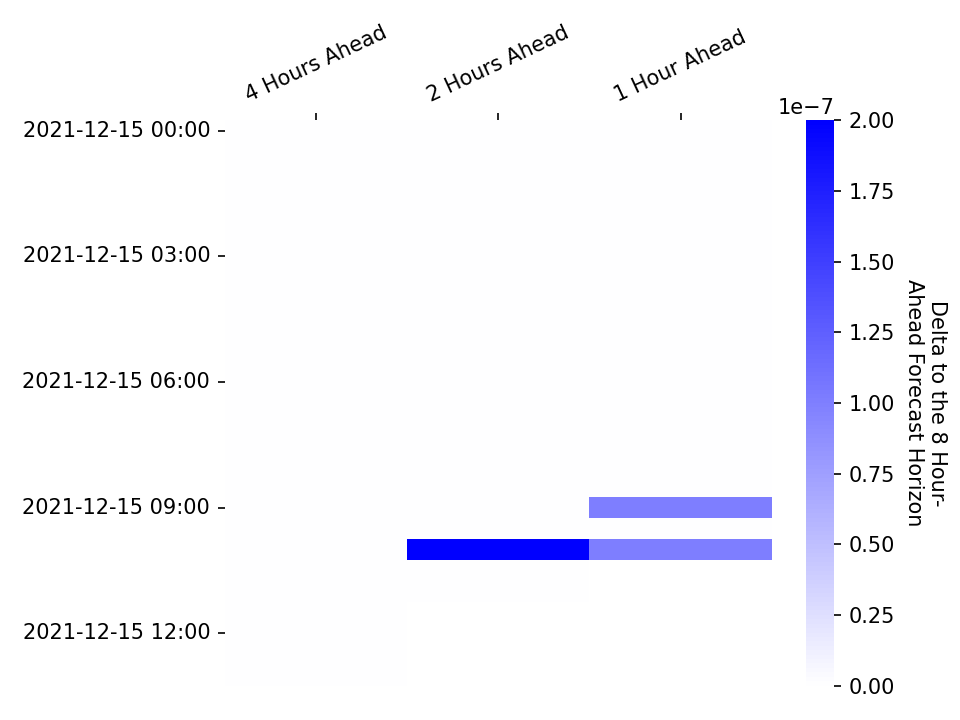 4 Hours Ahead
2 Hours Ahead
1 Hour Ahead
1e−7
2021-12-15 00:00
2021-12-15 03:00
2021-12-15 06:00
2021-12-15 09:00
2021-12-15 12:00
2.00
1.75
1.50
1.25
1.00
0.75
0.50
0.25
0.00
Delta to the 8 Hour-
Ahead Forecast Horizon